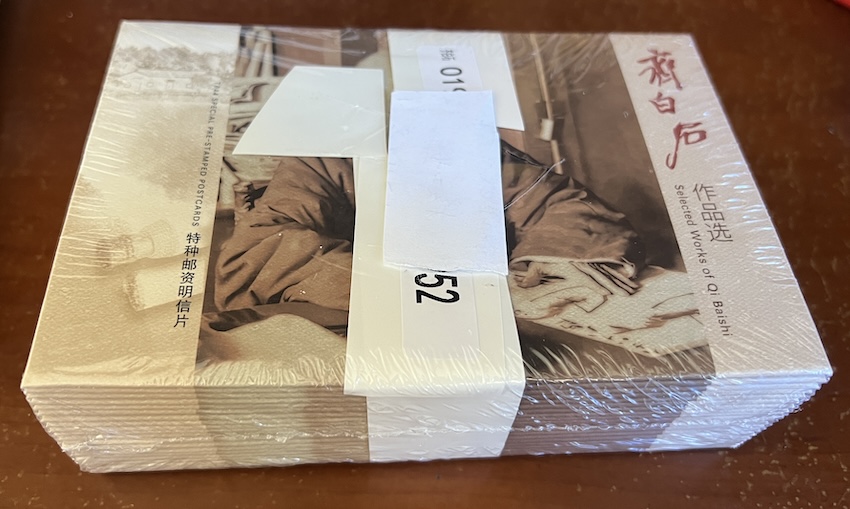 SPECIAL PRE-STAMPED POSTCARDS 特种邮资明信片
01
52
齊白石
作品选
Selected Works of Qi Baishi